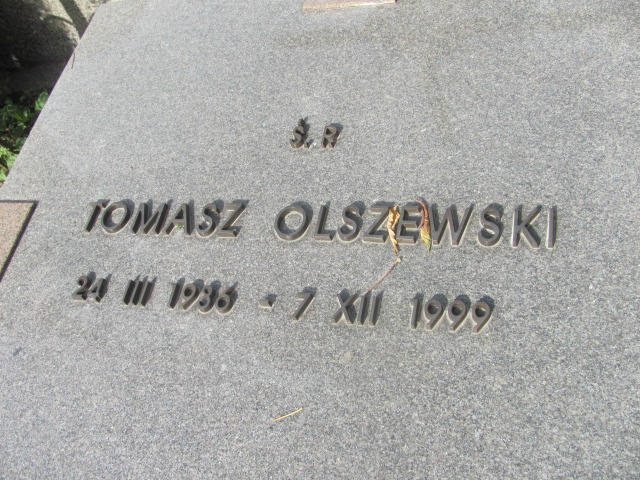 Ś. P.
TOMASZ OLSZEWSKI
24 III 1936 - 7 XII 1999